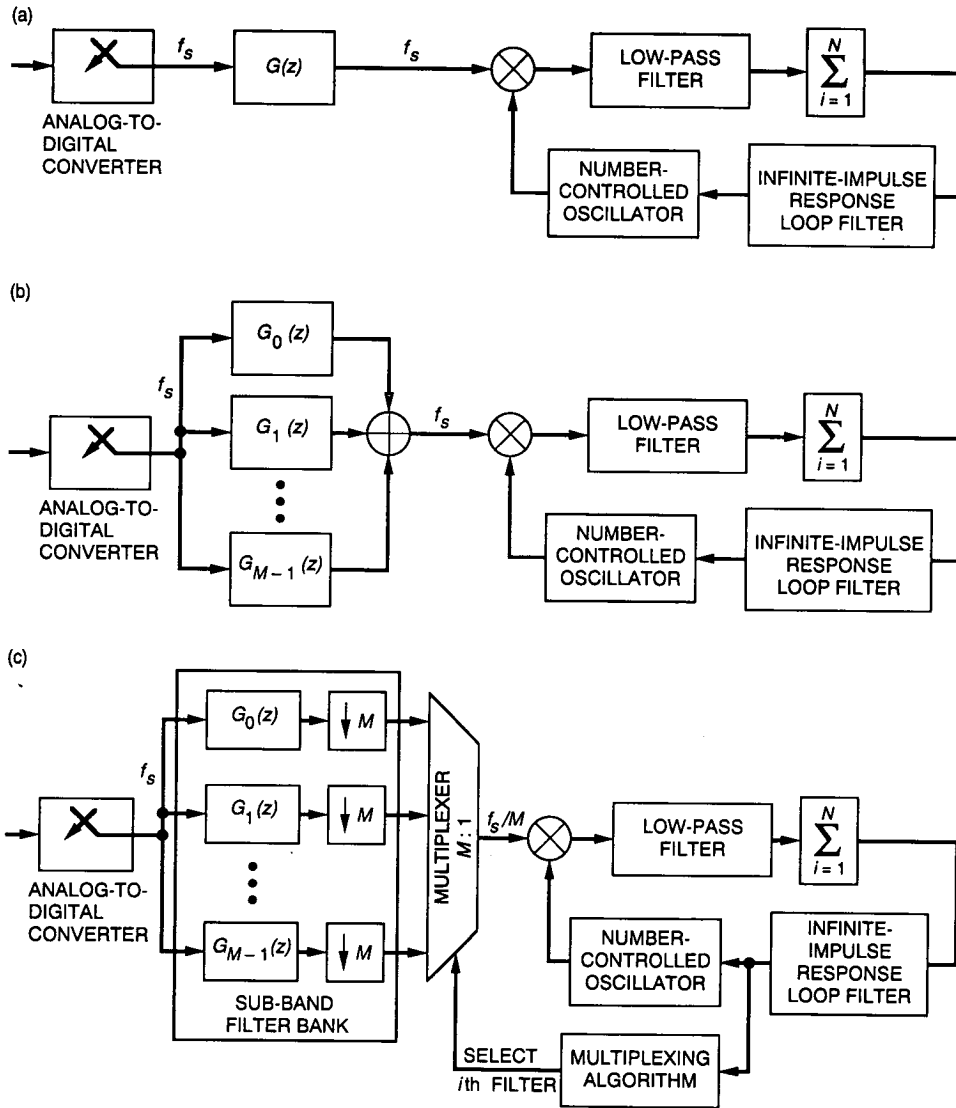 (a)
f_s
G(z)
f_s
LOW-PASS
FILTER
N
∑
i = 1
ANALOG-TO-
DIGITAL
CONVERTER
NUMBER-
CONTROLLED
OSCILLATOR
INFINITE-IMPULSE
RESPONSE
LOOP FILTER
(b)
G_0 (z)
f_s
G_1 (z)
f_s
LOW-PASS
FILTER
N
∑
i = 1
ANALOG-TO-
DIGITAL
CONVERTER
G_{M-1} (z)
NUMBER-
CONTROLLED
OSCILLATOR
INFINITE-IMPULSE
RESPONSE
LOOP FILTER
(c)
G_0(z)
↓ M
f_s
G_1(z)
↓ M
MULTIPLEXER
M : 1
f_s/M
LOW-PASS
FILTER
N
∑
i = 1
ANALOG-TO-
DIGITAL
CONVERTER
G_{M-1}(z)
↓ M
SUB-BAND
FILTER BANK
NUMBER-
CONTROLLED
OSCILLATOR
INFINITE-
IMPULSE
RESPONSE
LOOP FILTER
SELECT
ith FILTER
MULTIPLEXING
ALGORITHM